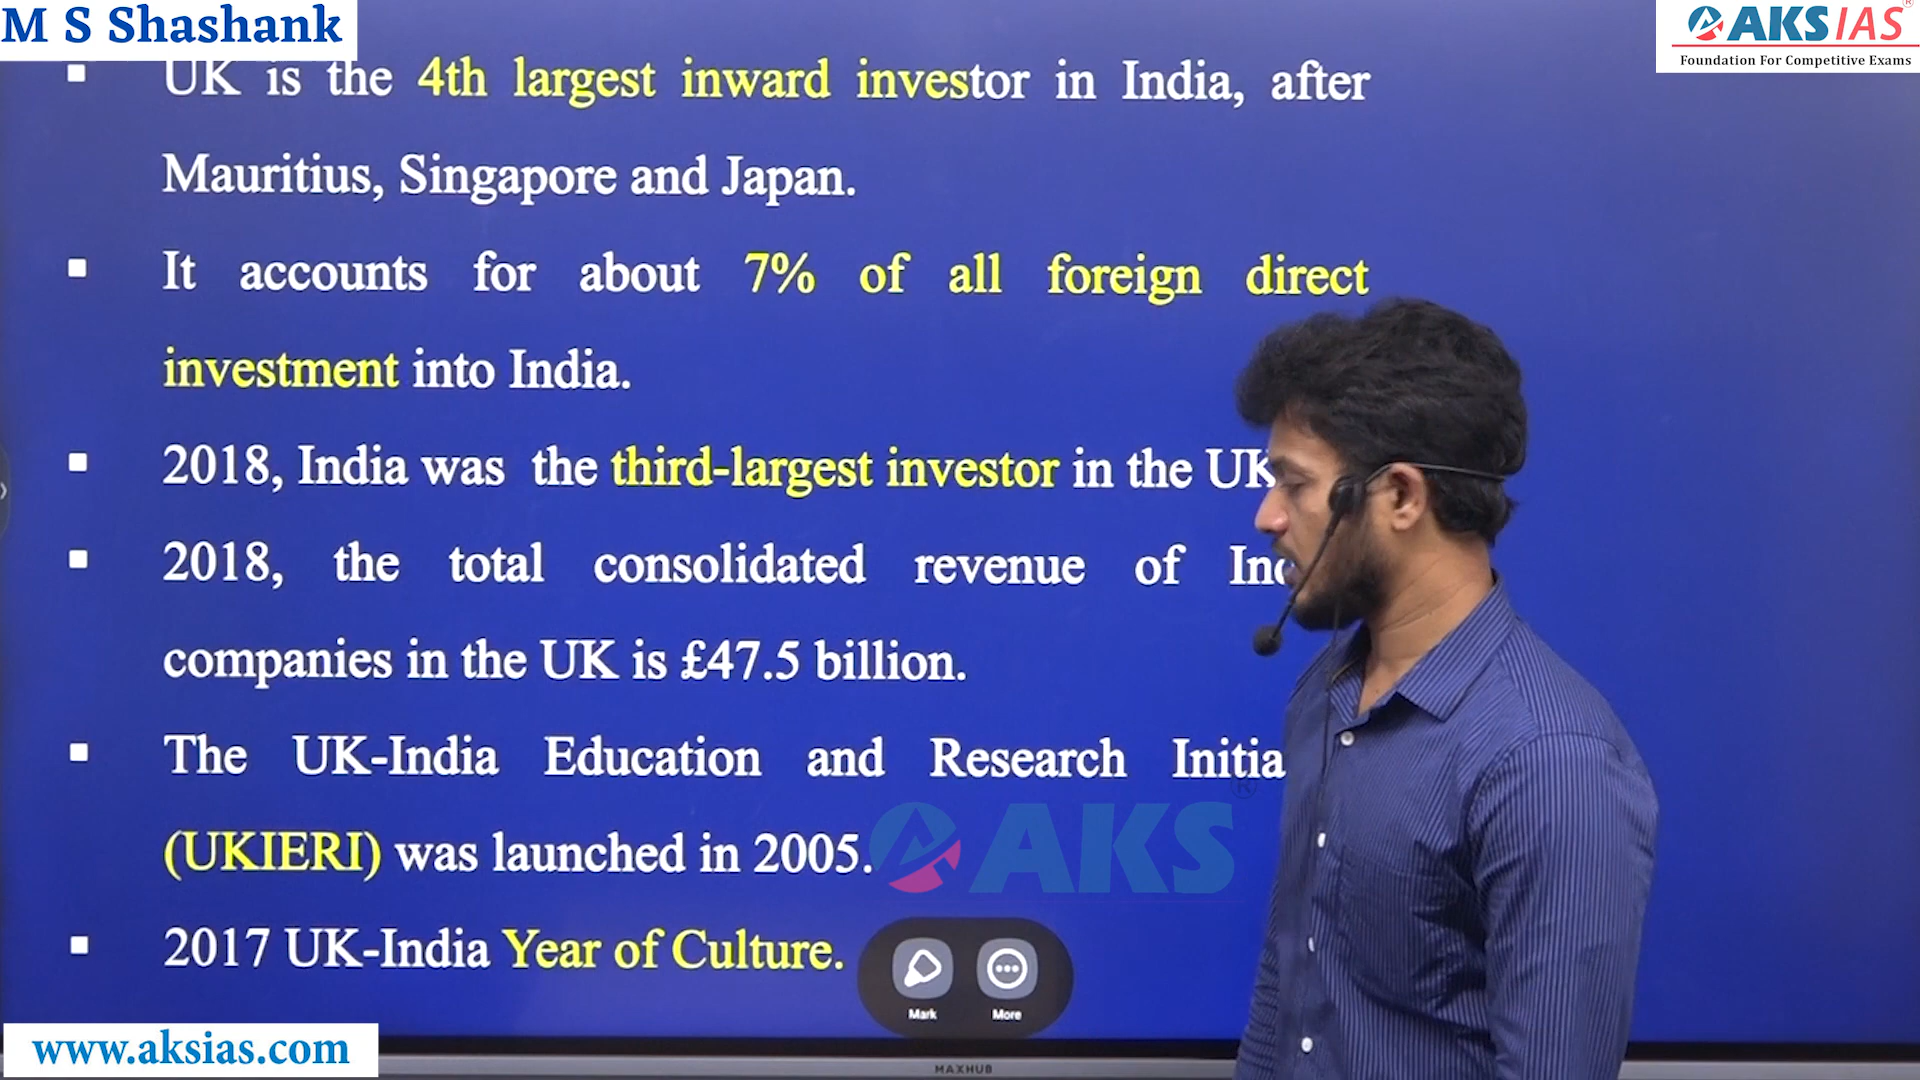 M S Shashank
AKS IAS
®
Foundation For Competitive Exams
▪ UK is the 4th largest inward investor in India, after
Mauritius, Singapore and Japan.
▪ It accounts for about 7% of all foreign direct
investment into India.
▪ 2018, India was the third-largest investor in the UK
▪ 2018, the total consolidated revenue of
companies in the UK is £47.5 billion.
▪ The UK-India Education and Research
(UKIERI) was launched in 2005.
▪ 2017 UK-India Year of Culture.
AKS
®
Mark More
MAXHUB
www.aksias.com